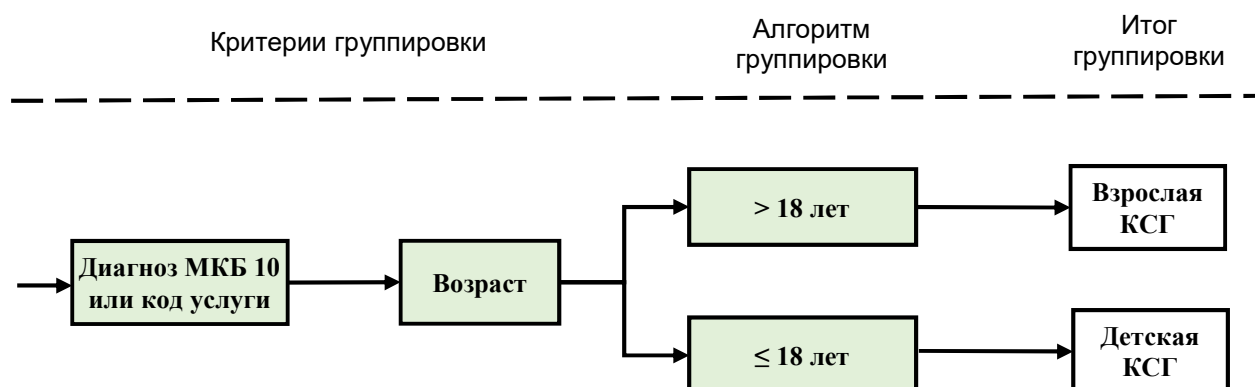 Критерии группировки
Алгоритм
группировки
Итог
группировки
Диагноз МКБ 10
или код услуги
Возраст
> 18 лет
Взрослая
КСГ
≤ 18 лет
Детская
КСГ